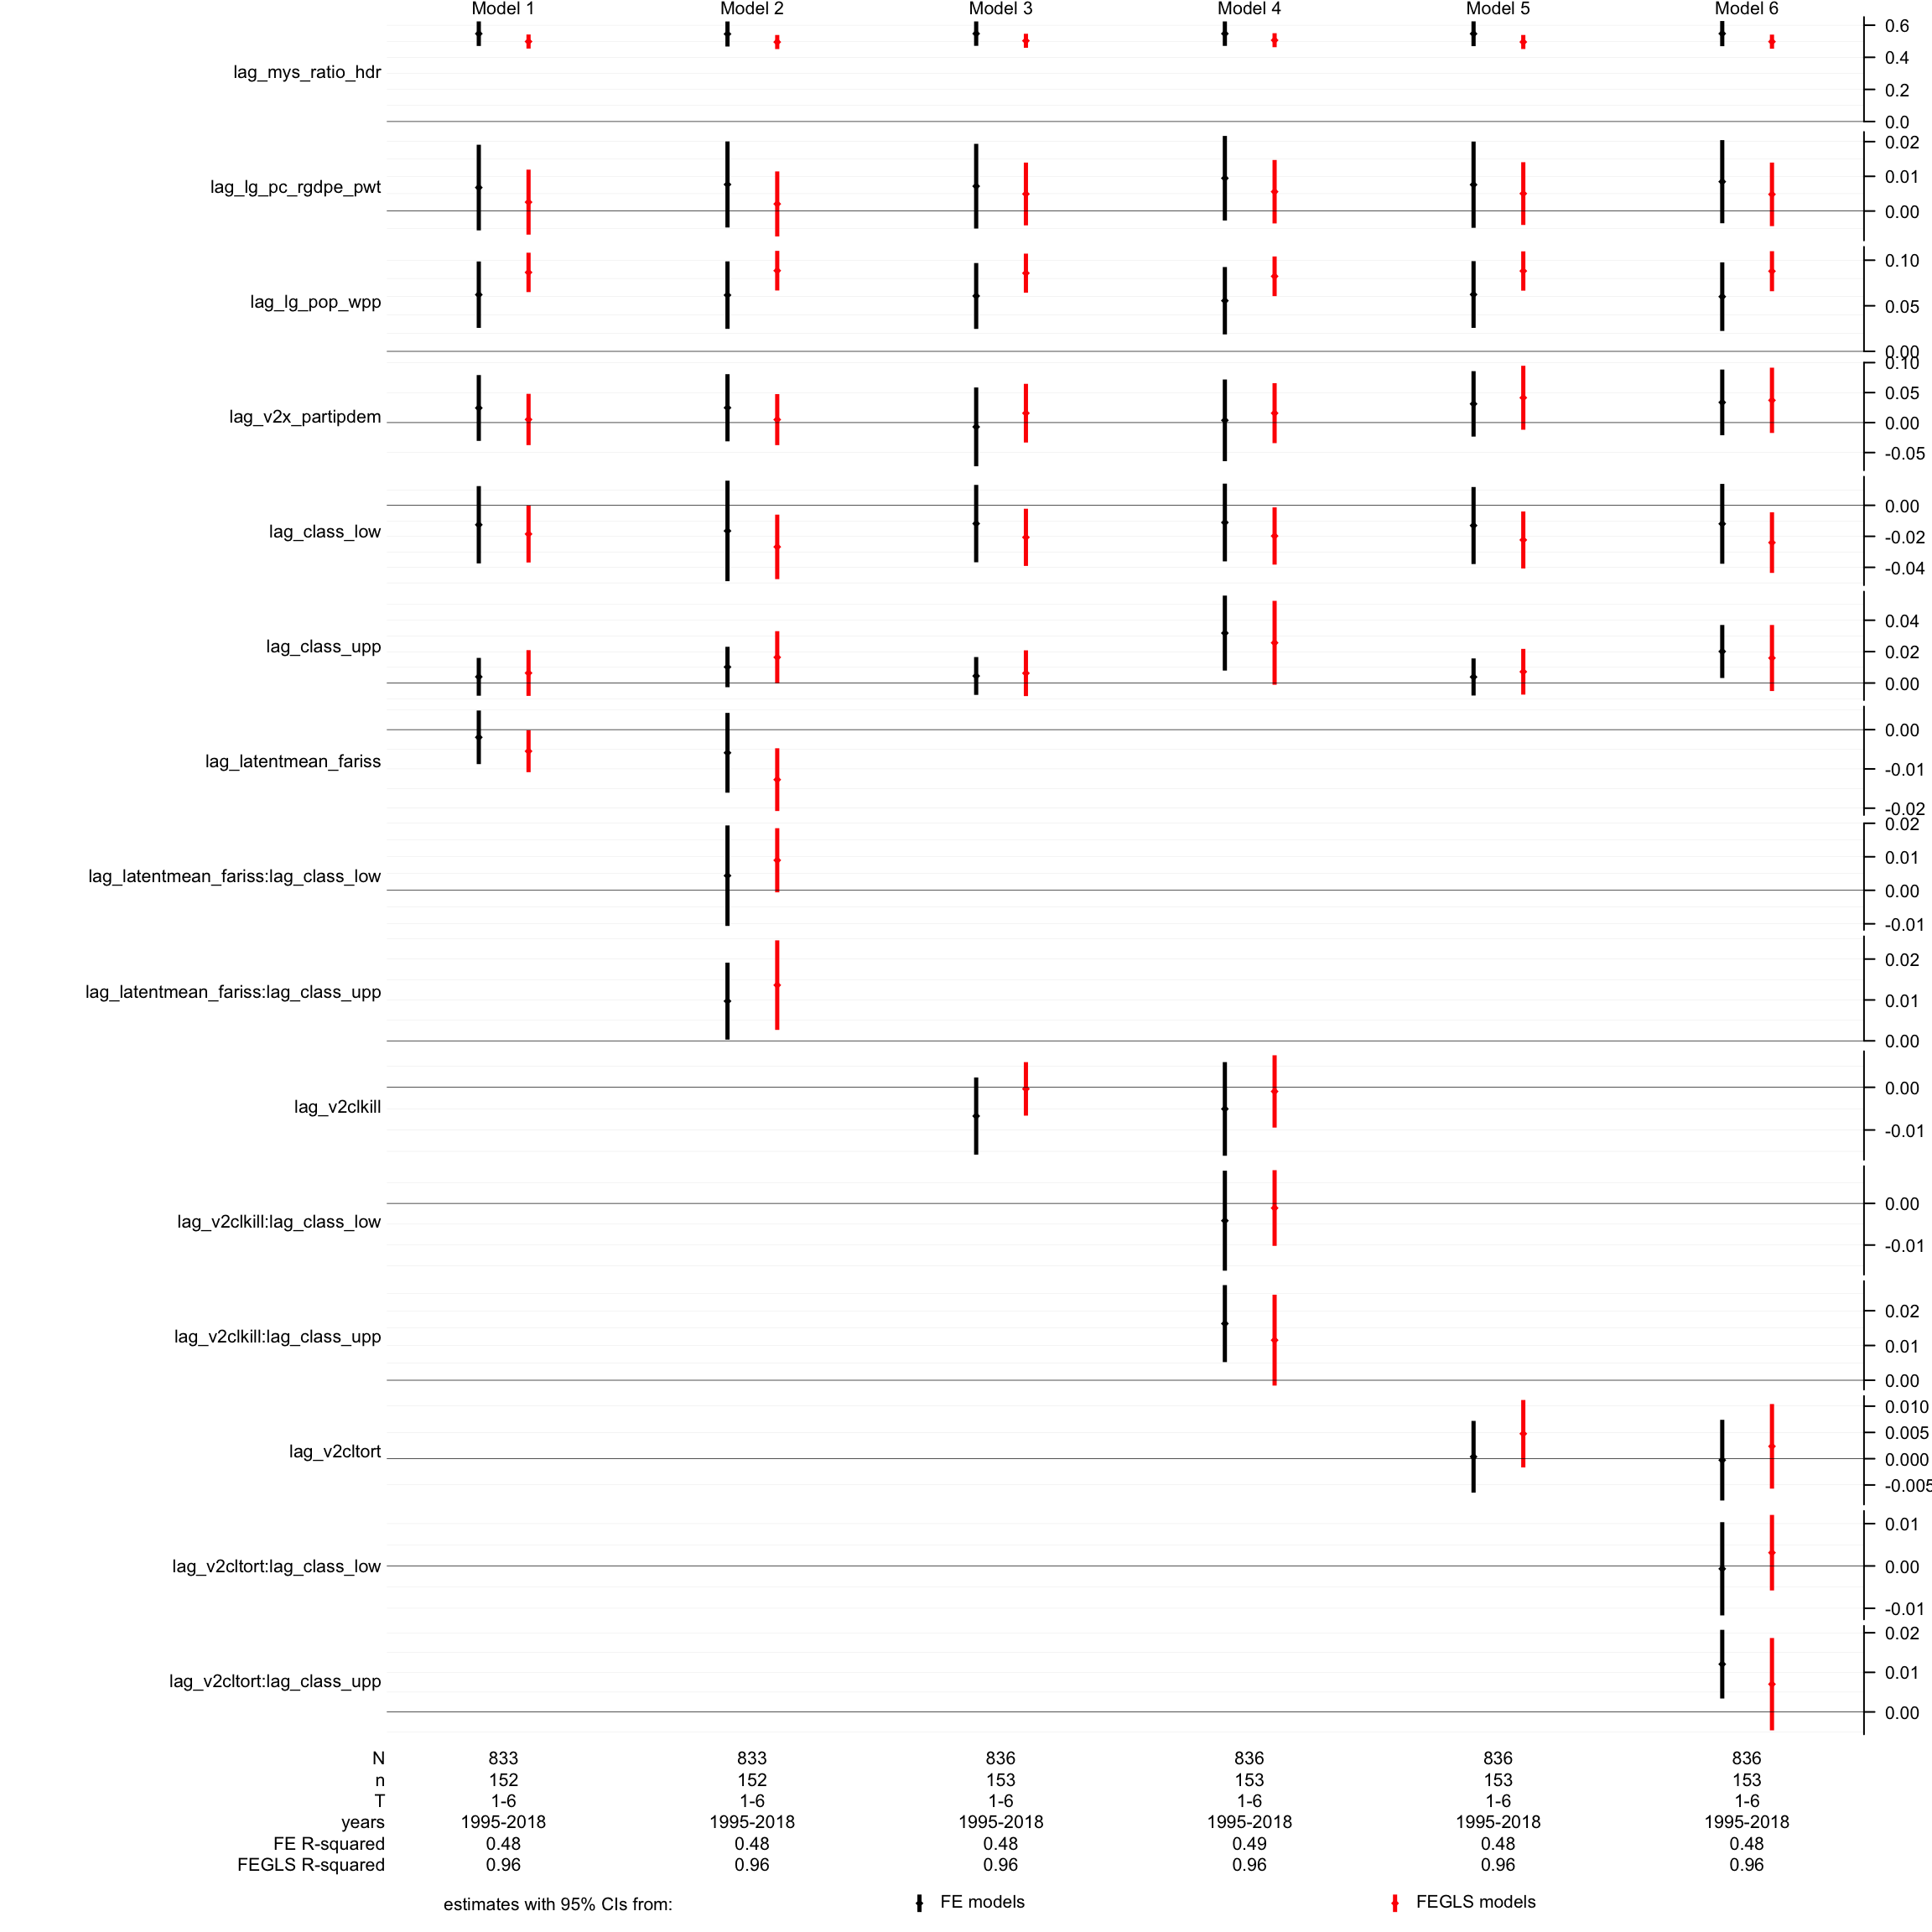 Model 1 Model 2 Model 3 Model 4 Model 5 Model 6
lag_mys_ratio_hdr
0.6
0.4
0.2
0.0
lag_lg_pc_rgdpe_pwt
0.02
0.01
0.00
lag_lg_pop_wpp
0.10
0.05
0.00
lag_v2x_partipdem
0.10
0.05
0.00
-0.05
lag_class_low
0.00
-0.02
-0.04
lag_class_upp
0.04
0.02
0.00
lag_latentmean_fariss
0.00
-0.01
-0.02
lag_latentmean_fariss:lag_class_low
0.02
0.01
0.00
-0.01
lag_latentmean_fariss:lag_class_upp
0.02
0.01
0.00
lag_v2clkill
0.00
-0.01
lag_v2clkill:lag_class_low
0.00
-0.01
lag_v2clkill:lag_class_upp
0.02
0.01
0.00
lag_v2cltort
0.010
0.005
0.000
-0.005
lag_v2cltort:lag_class_low
0.01
0.00
-0.01
lag_v2cltort:lag_class_upp
0.02
0.01
0.00
N 833 833 836 836 836 836
n 152 152 153 153 153 153
T 1-6 1-6 1-6 1-6 1-6 1-6
years 1995-2018 1995-2018 1995-2018 1995-2018 1995-2018 1995-2018
FE R-squared 0.48 0.48 0.48 0.49 0.48 0.48
FEGLS R-squared 0.96 0.96 0.96 0.96 0.96 0.96
estimates with 95% CIs from: FE models FEGLS models